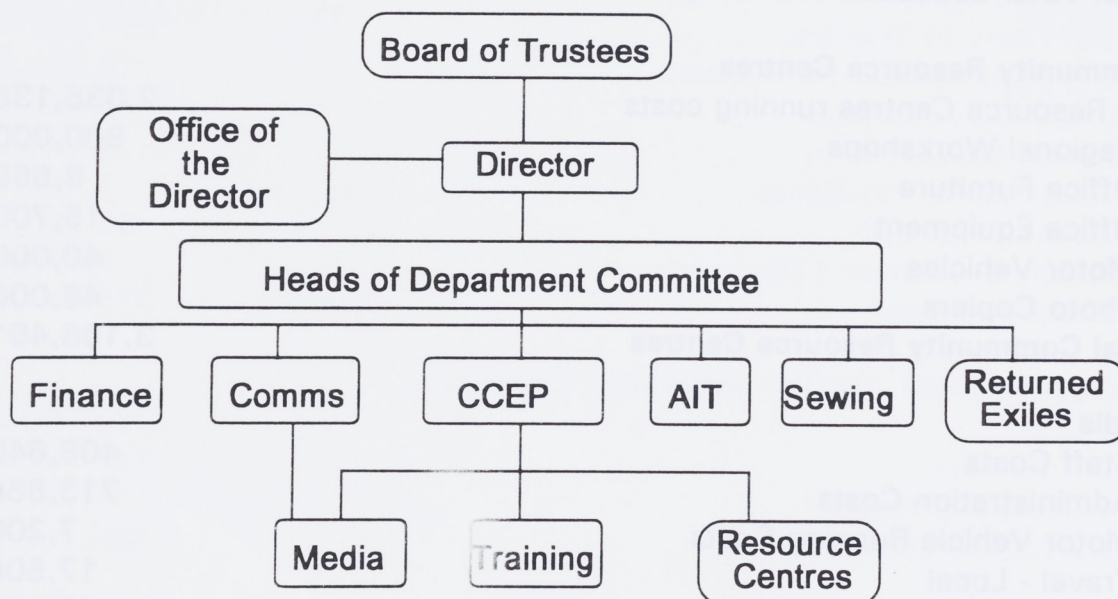 Board of Trustees
Office of
the
Director
Director
Heads of Department Committee
Finance
Comms
CCEP
AIT
Sewing
Returned
Exiles
Media
Training
Resource
Centres